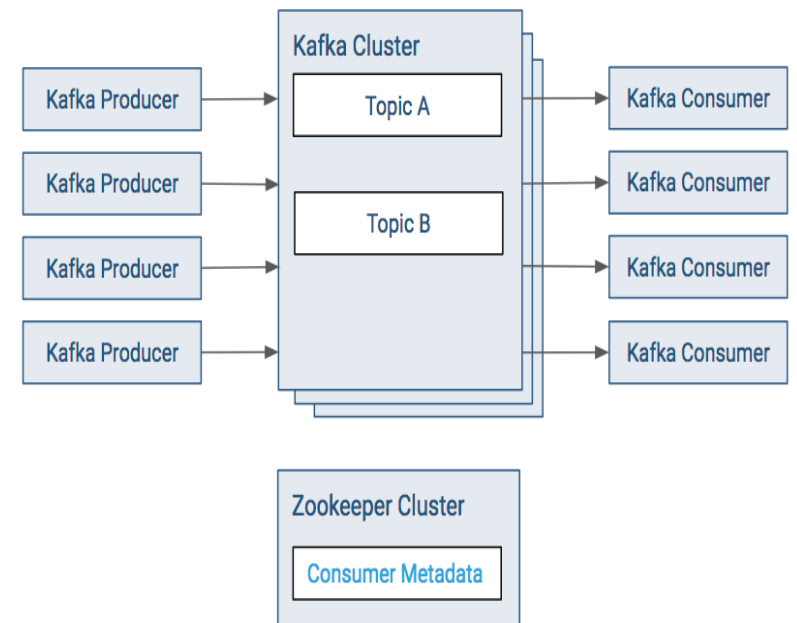 Kafka Cluster
Kafka Producer
Topic A
Kafka Consumer
Kafka Producer
Kafka Consumer
Topic B
Kafka Producer
Kafka Consumer
Kafka Producer
Kafka Consumer
Zookeeper Cluster
Consumer Metadata